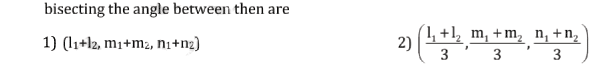 bisecting the angle between then are
1) (l₁+l₂, m₁+m₂, n₁+n₂) 2) ( (l₁ + l₂)/3 , (m₁ + m₂)/3 , (n₁ + n₂)/3 )